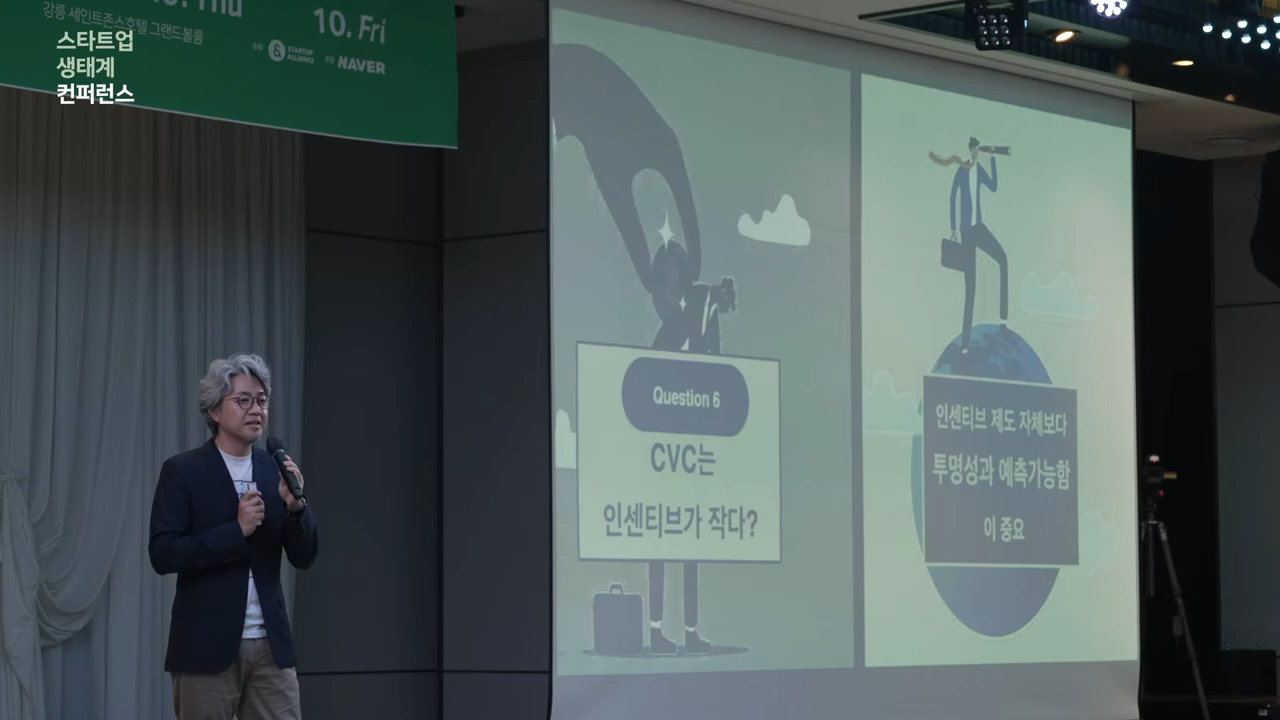 10. Fri
강릉 세인트존스호텔 그랜드볼룸
주최 & STARTUP ALLIANCE
NAVER
스타트업
생태계
컨퍼런스
Question 6
CVC는
인센티브가 작다?
인센티브 제도 자체보다
투명성과 예측가능함
이 중요